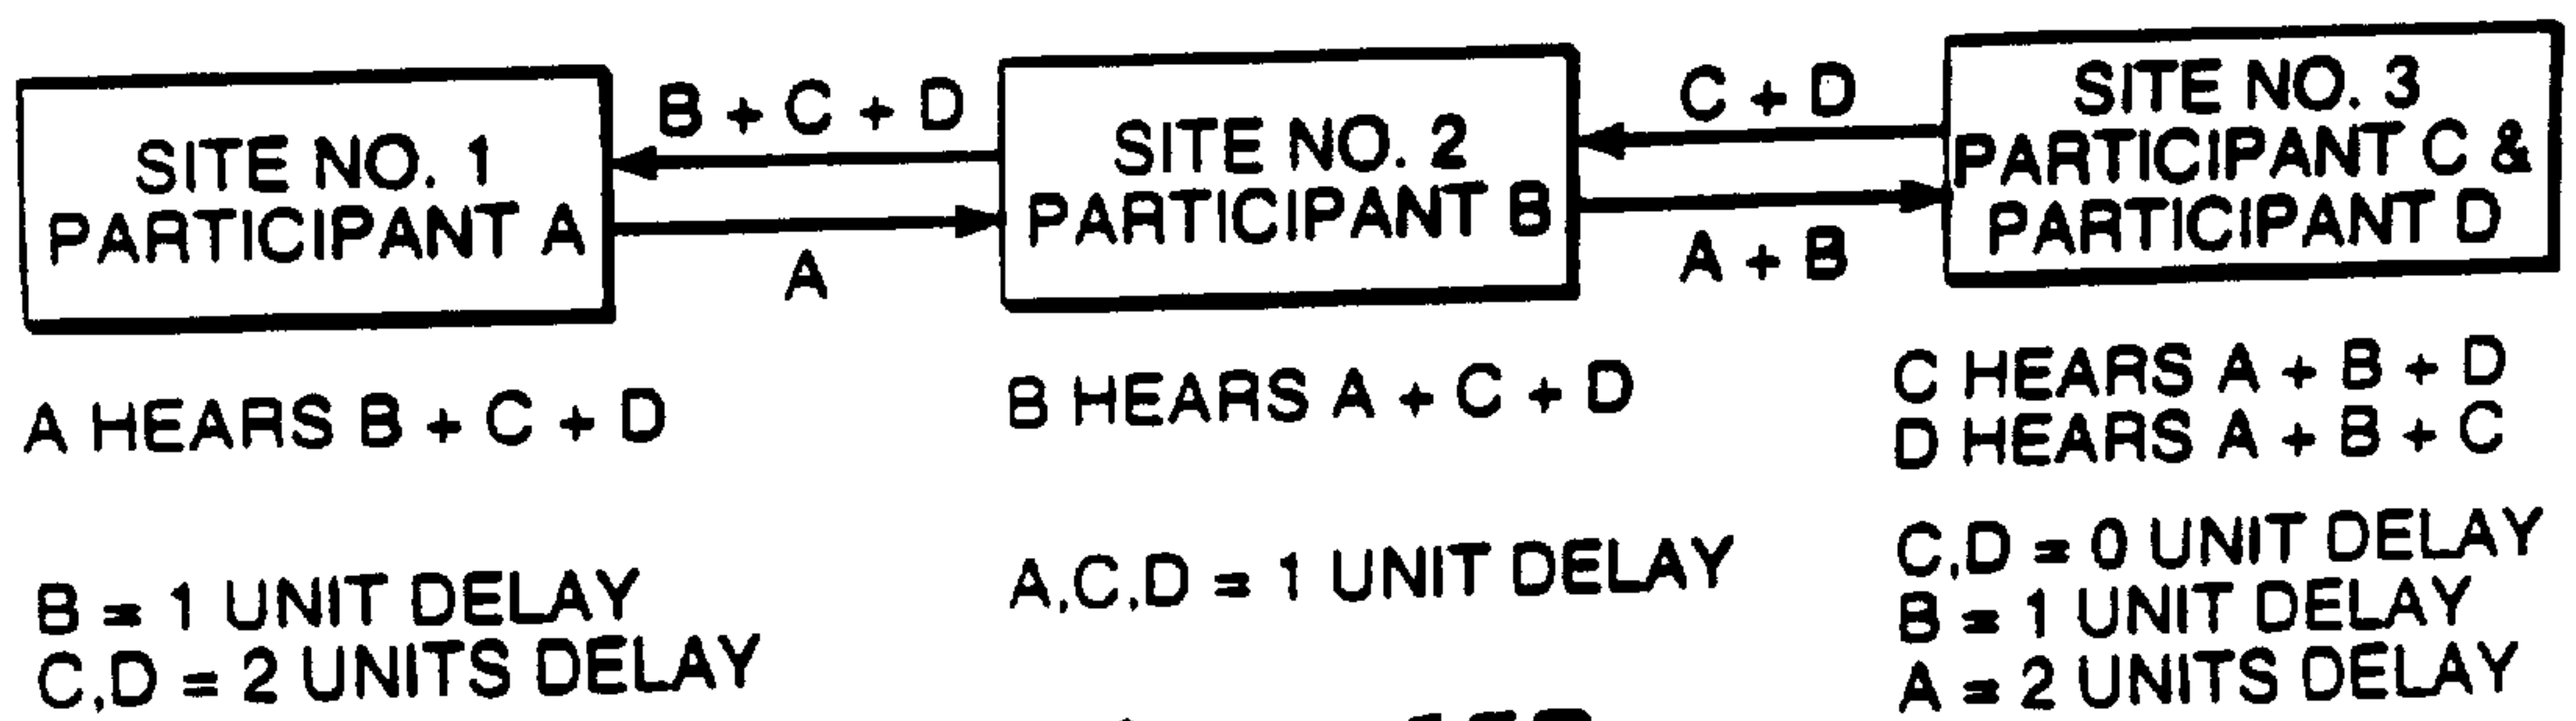 SITE NO. 1
PARTICIPANT A
B + C + D
A
SITE NO. 2
PARTICIPANT B
C + D
A + B
SITE NO. 3
PARTICIPANT C &
PARTICIPANT D
A HEARS B + C + D
B HEARS A + C + D
C HEARS A + B + D
D HEARS A + B + C
B = 1 UNIT DELAY
C,D = 2 UNITS DELAY
A,C,D = 1 UNIT DELAY
C,D = 0 UNIT DELAY
B = 1 UNIT DELAY
A = 2 UNITS DELAY